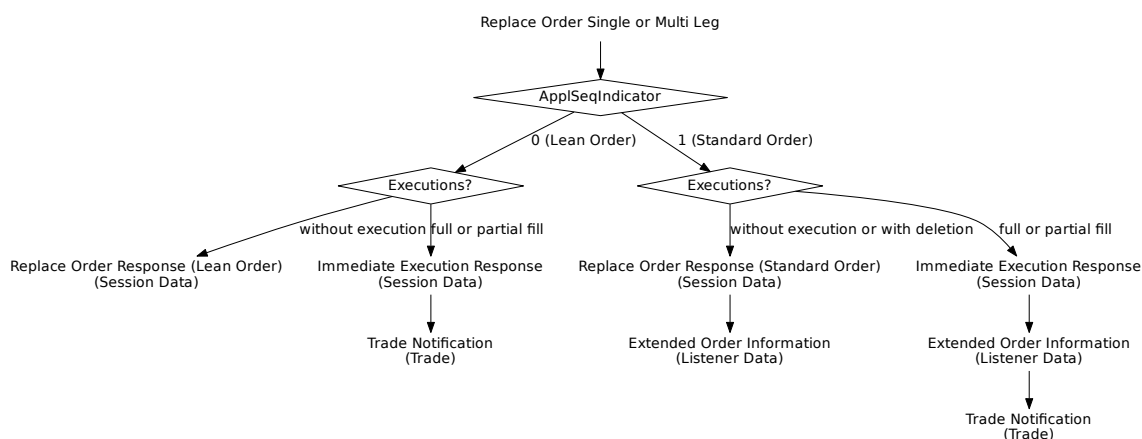 Replace Order Single or Multi Leg
ApplSeqIndicator
0 (Lean Order)
1 (Standard Order)
Executions?
Executions?
without execution
full or partial fill
without execution or with deletion
full or partial fill
Replace Order Response (Lean Order)
(Session Data)
Immediate Execution Response
(Session Data)
Replace Order Response (Standard Order)
(Session Data)
Immediate Execution Response
(Session Data)
Trade Notification
(Trade)
Extended Order Information
(Listener Data)
Extended Order Information
(Listener Data)
Trade Notification
(Trade)